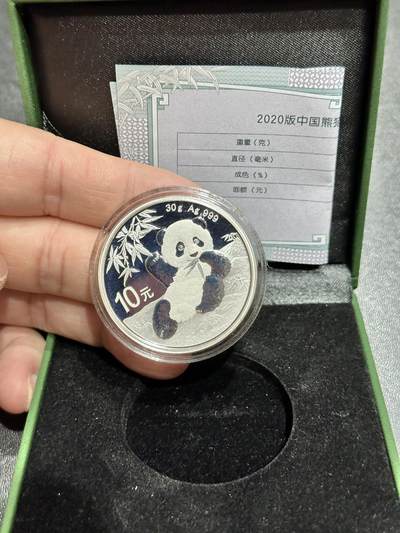 2020版中国熊猫
重量（克）
直径（毫米）
成色（%）
面额（元）
30g Ag.999
10元